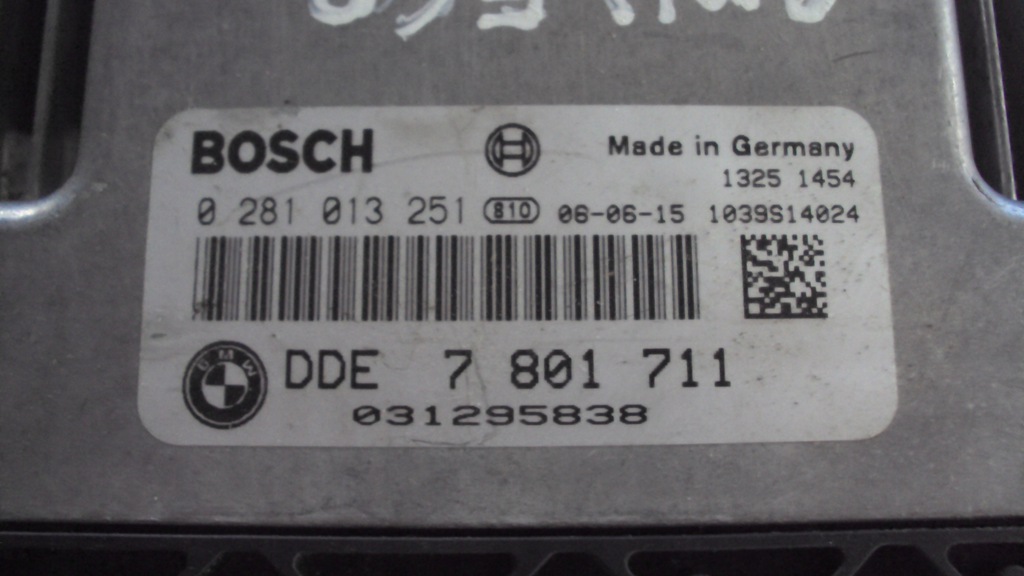 BOSCH
Made in Germany
1325 1454
0 281 013 251 810 06-06-15 1039S14024
BMW
DDE 7 801 711
031295838